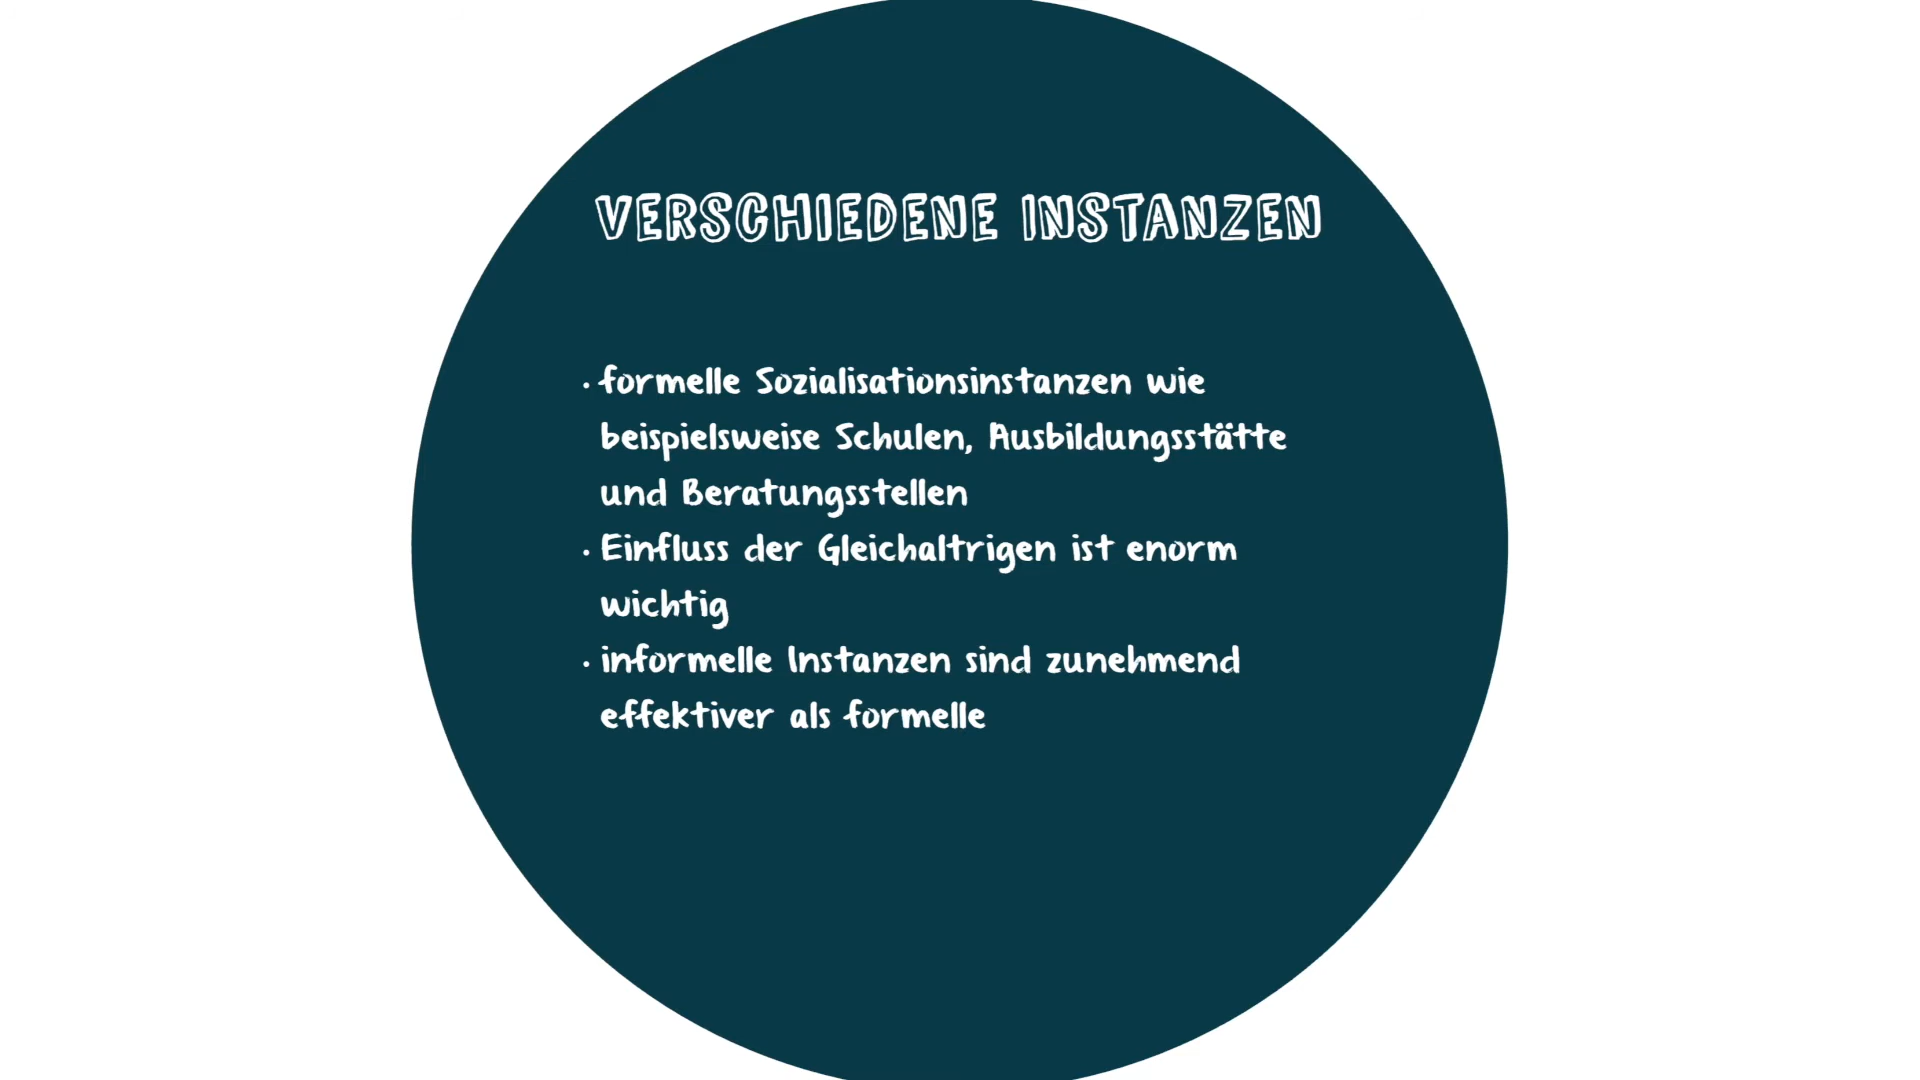 VERSCHIEDENE INSTANZEN
• formelle Sozialisationsinstanzen wie
beispielsweise Schulen, Ausbildungsstätte
und Beratungsstellen
• Einfluss der Gleichaltrigen ist enorm
wichtig
• informelle Instanzen sind zunehmend
effektiver als formelle